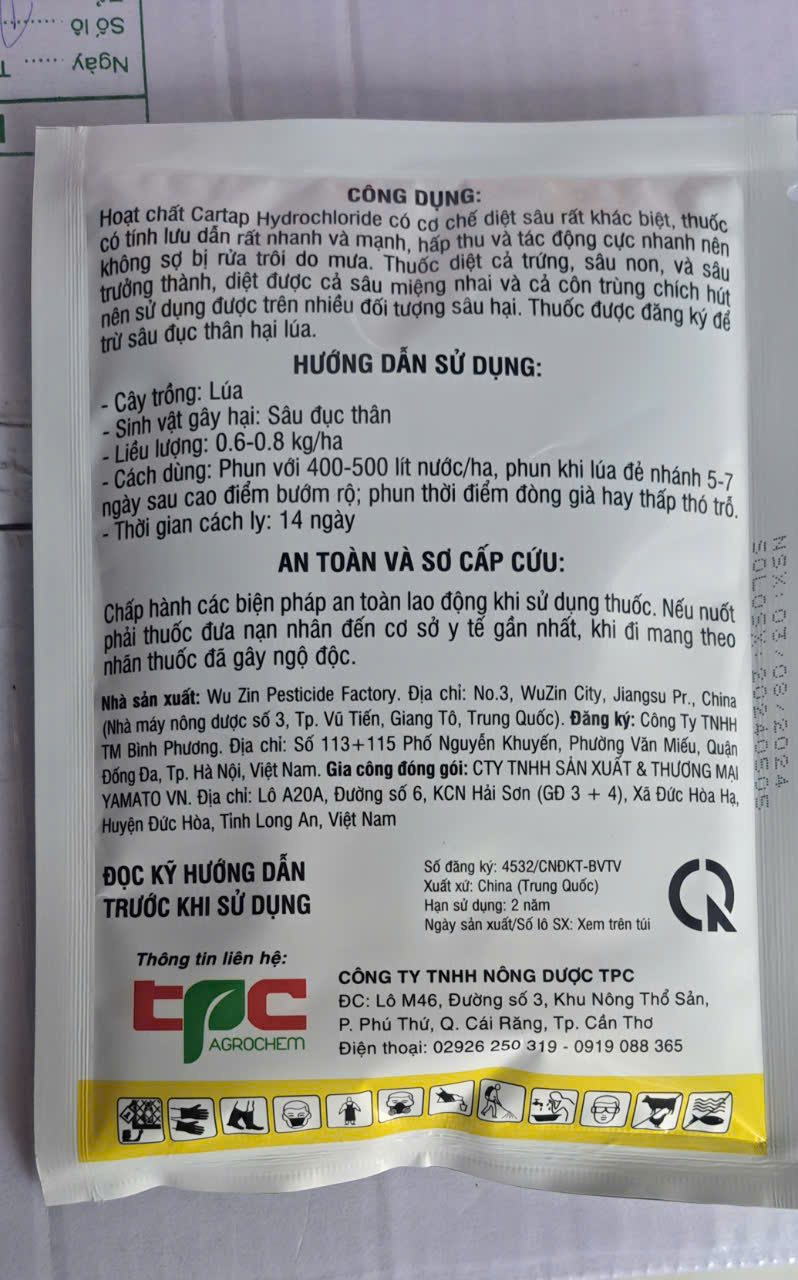 Số lô
Ngày
CÔNG DỤNG:
Hoạt chất Cartap Hydrochloride có cơ chế diệt sâu rất khác biệt, thuốc
có tính lưu dẫn rất nhanh và mạnh, hấp thu và tác động cực nhanh nên
không sợ bị rửa trôi do mưa. Thuốc diệt cả trứng, sâu non, và sâu
trưởng thành, diệt được cả sâu miệng nhai và cả côn trùng chích hút
nên sử dụng được trên nhiều đối tượng sâu hại. Thuốc được đăng ký để
trừ sâu đục thân hại lúa.
HƯỚNG DẪN SỬ DỤNG:
- Cây trồng: Lúa
- Sinh vật gây hại: Sâu đục thân
- Liều lượng: 0.6-0.8 kg/ha
- Cách dùng: Phun với 400-500 lít nước/ha, phun khi lúa đẻ nhánh 5-7
ngày sau cao điểm bướm rộ; phun thời điểm đòng già hay thấp thó trỗ.
- Thời gian cách ly: 14 ngày
AN TOÀN VÀ SƠ CẤP CỨU:
Chấp hành các biện pháp an toàn lao động khi sử dụng thuốc. Nếu nuốt
phải thuốc đưa nạn nhân đến cơ sở y tế gần nhất, khi đi mang theo
nhãn thuốc đã gây ngộ độc.
Nhà sản xuất: Wu Zin Pesticide Factory. Địa chỉ: No.3, WuZin City, Jiangsu Pr., China
(Nhà máy nông dược số 3, Tp. Vũ Tiến, Giang Tô, Trung Quốc). Đăng ký: Công Ty TNHH
TM Bình Phương. Địa chỉ: Số 113+115 Phố Nguyễn Khuyến, Phường Văn Miếu, Quận
Đống Đa, Tp. Hà Nội, Việt Nam. Gia công đóng gói: CTY TNHH SẢN XUẤT & THƯƠNG MẠI
YAMATO VN. Địa chỉ: Lô A20A, Đường số 6, KCN Hải Sơn (GĐ 3 + 4), Xã Đức Hòa Hạ,
Huyện Đức Hòa, Tỉnh Long An, Việt Nam
ĐỌC KỸ HƯỚNG DẪN
TRƯỚC KHI SỬ DỤNG
Số đăng ký: 4532/CNĐKT-BVTV
Xuất xứ: China (Trung Quốc)
Hạn sử dụng: 2 năm
Ngày sản xuất/Số lô SX: Xem trên túi
Thông tin liên hệ:
tpc
AGROCHEM
CÔNG TY TNHH NÔNG DƯỢC TPC
ĐC: Lô M46, Đường số 3, Khu Nông Thổ Sản,
P. Phú Thứ, Q. Cái Răng, Tp. Cần Thơ
Điện thoại: 02926 250 319 - 0919 088 365